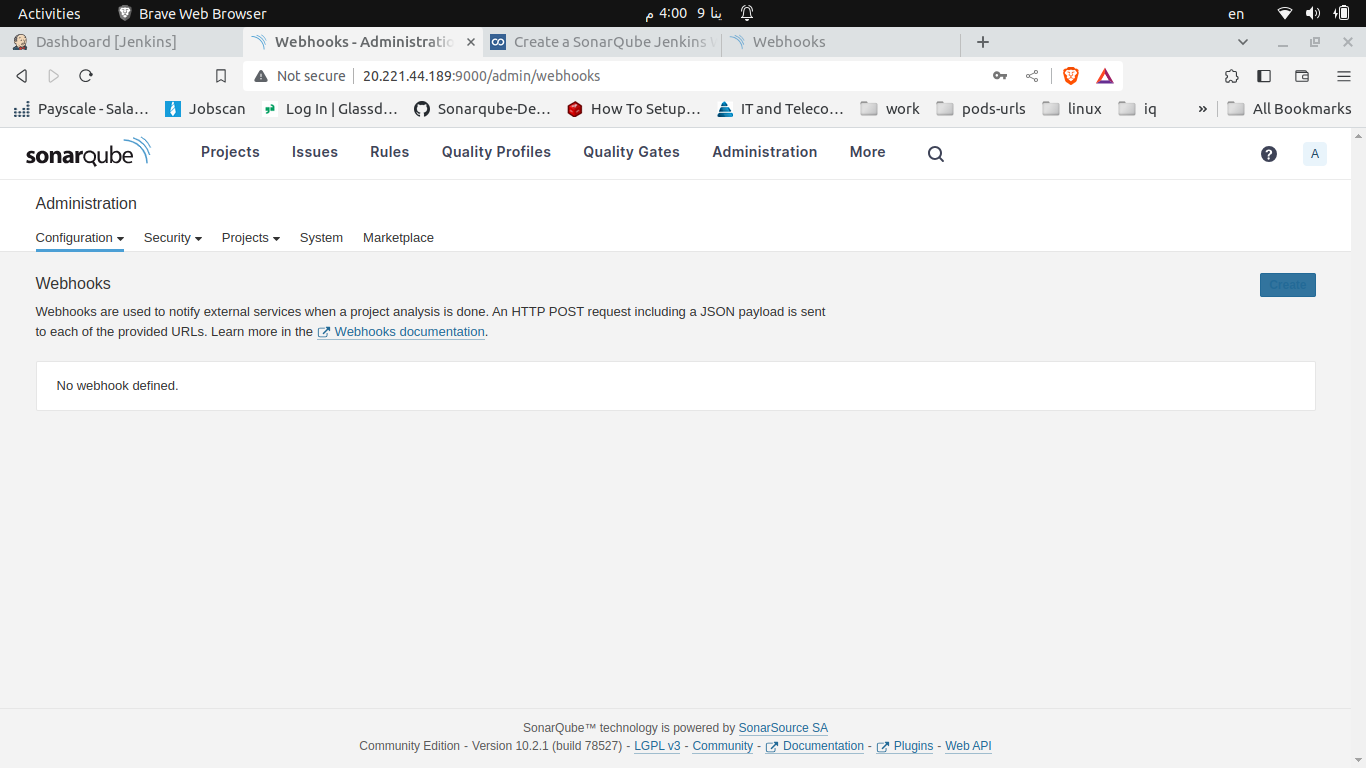 Activities Brave Web Browser م 4:00 9 ينا en
Dashboard [Jenkins] Webhooks - Administratio Create a SonarQube Jenkins Webhooks
Not secure 20.221.44.189:9000/admin/webhooks
Payscale - Sala… Jobscan Log In | Glassd… Sonarqube-De… How To Setup,… IT and Teleco… work pods-urls linux iq » All Bookmarks
sonarqube Projects Issues Rules Quality Profiles Quality Gates Administration More ? A
Administration
Configuration Security Projects System Marketplace
Webhooks Create
Webhooks are used to notify external services when a project analysis is done. An HTTP POST request including a JSON payload is sent
to each of the provided URLs. Learn more in the Webhooks documentation.
No webhook defined.
SonarQube™ technology is powered by SonarSource SA
Community Edition - Version 10.2.1 (build 78527) - LGPL v3 - Community - Documentation - Plugins - Web API